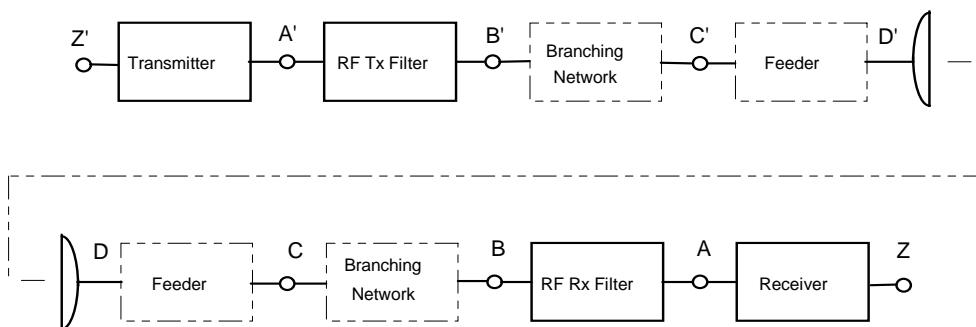 Z'
Transmitter
A'
RF Tx Filter
B'
Branching
Network
C'
Feeder
D'
D
Feeder
C
Branching
Network
B
RF Rx Filter
A
Receiver
Z